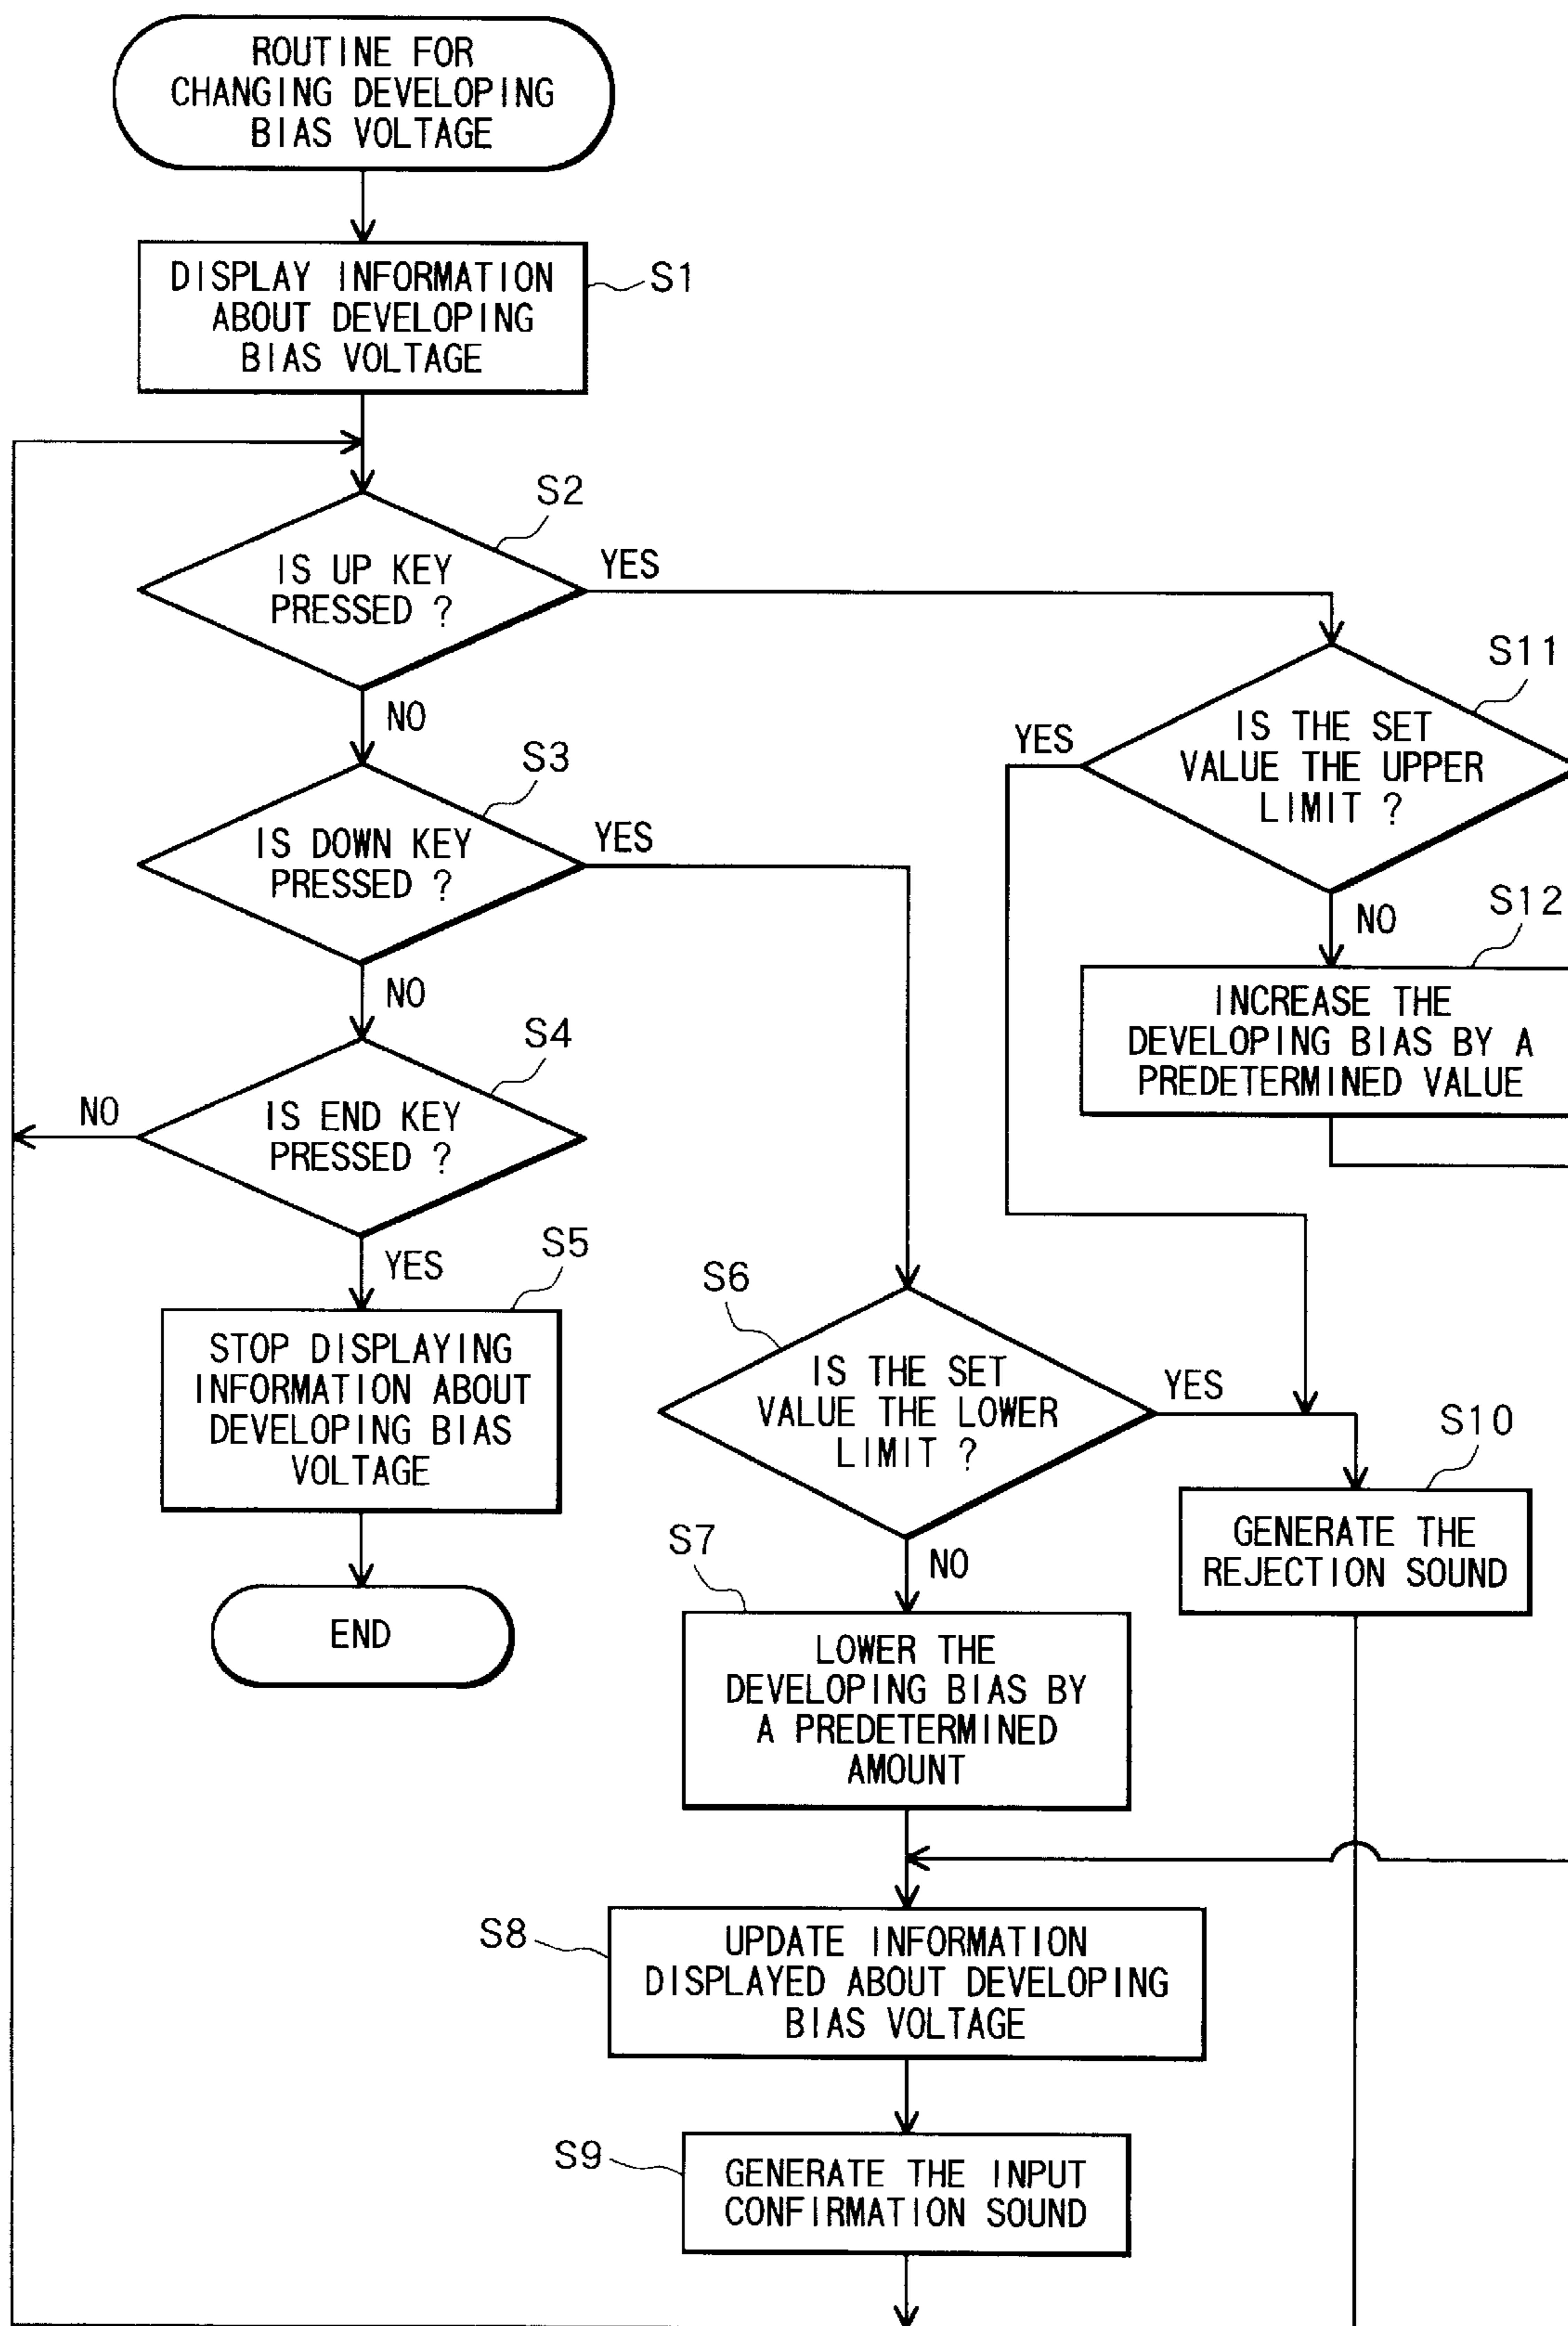 ROUTINE FOR
CHANGING DEVELOPING
BIAS VOLTAGE
DISPLAY INFORMATION
ABOUT DEVELOPING
BIAS VOLTAGE
S1
S2
IS UP KEY
PRESSED ?
YES
NO
S11
IS THE SET
VALUE THE UPPER
LIMIT ?
YES
NO
S3
IS DOWN KEY
PRESSED ?
YES
NO
S12
INCREASE THE
DEVELOPING BIAS BY A
PREDETERMINED VALUE
S4
IS END KEY
PRESSED ?
NO
YES
S5
STOP DISPLAYING
INFORMATION ABOUT
DEVELOPING BIAS
VOLTAGE
END
S6
IS THE SET
VALUE THE LOWER
LIMIT ?
YES
NO
S10
GENERATE THE
REJECTION SOUND
S7
LOWER THE
DEVELOPING BIAS BY
A PREDETERMINED
AMOUNT
S8
UPDATE INFORMATION
DISPLAYED ABOUT DEVELOPING
BIAS VOLTAGE
S9
GENERATE THE INPUT
CONFIRMATION SOUND